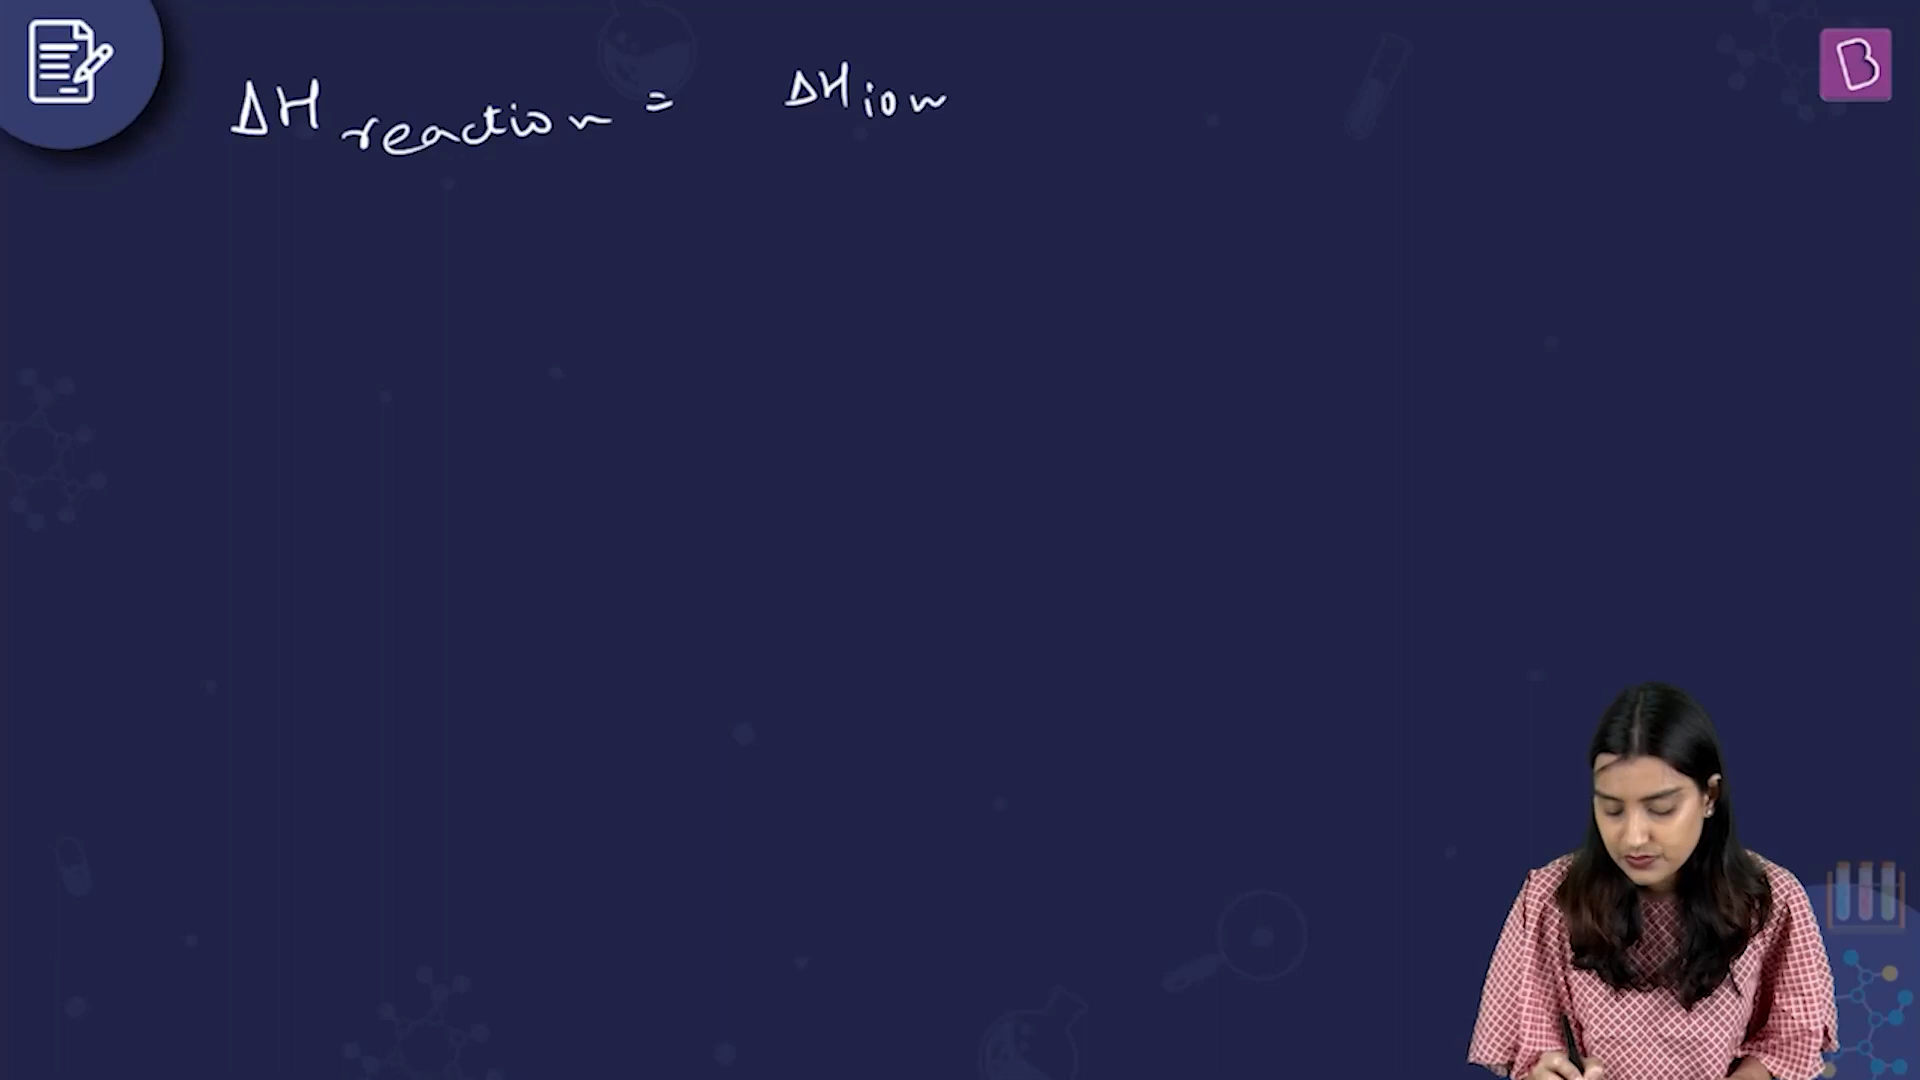 ΔH reaction = ΔH ion
B